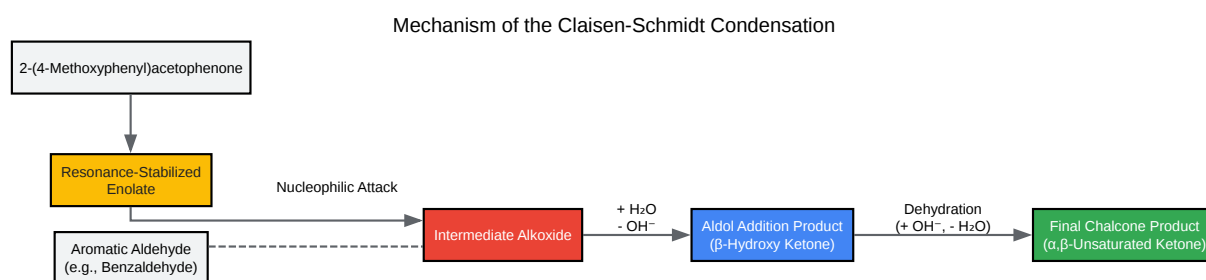 Mechanism of the Claisen-Schmidt Condensation
2-(4-Methoxyphenyl)acetophenone
Resonance-Stabilized
Enolate
Nucleophilic Attack
Aromatic Aldehyde
(e.g., Benzaldehyde)
Intermediate Alkoxide
+ H₂O
- OH⁻
Aldol Addition Product
(β-Hydroxy Ketone)
Dehydration
(+ OH⁻, - H₂O)
Final Chalcone Product
(α,β-Unsaturated Ketone)